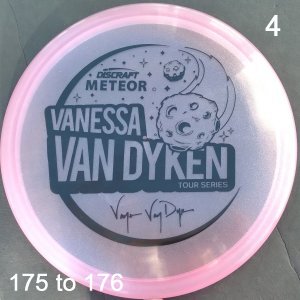 4
DISCRAFT
METEOR
VANESSA
VAN DYKEN
TOUR SERIES
175 to 176